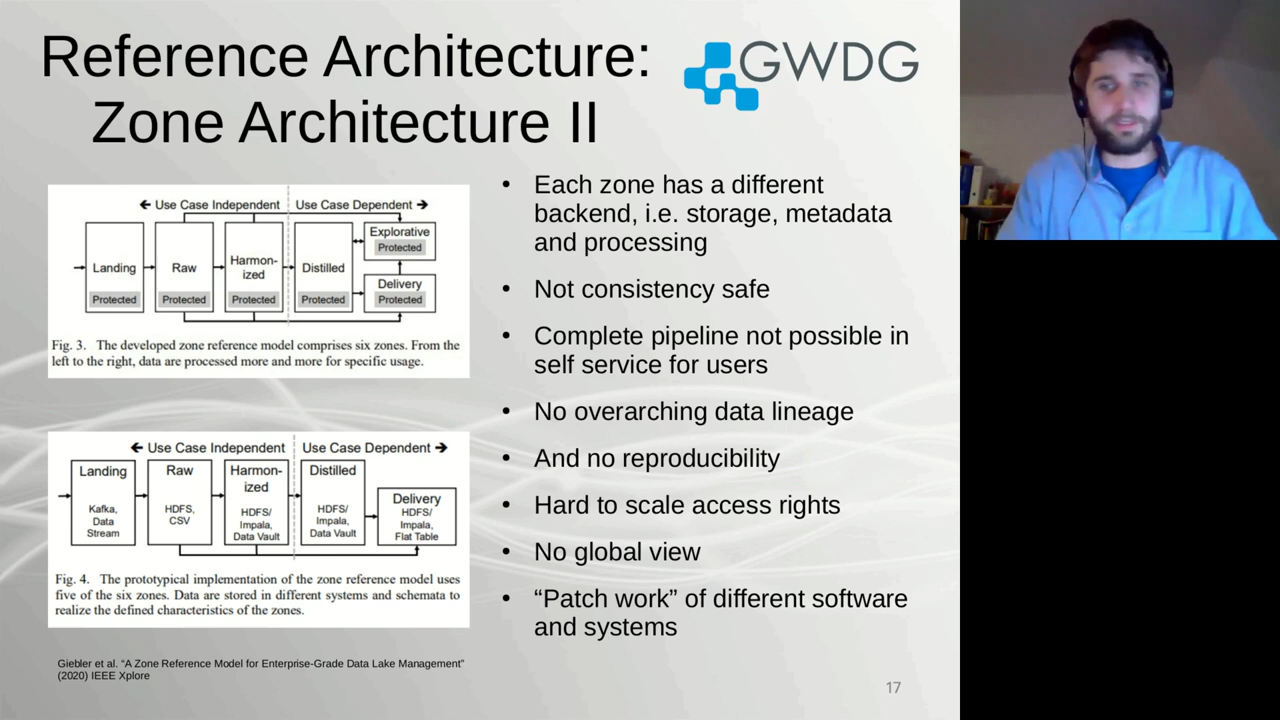 Reference Architecture:
Zone Architecture II
GWDG
🡰 Use Case Independent
Use Case Dependent 🡲
Landing
Protected
Raw
Protected
Harmon-
ized
Protected
Distilled
Protected
Explorative
Protected
Delivery
Protected
Fig. 3. The developed zone reference model comprises six zones. From the
left to the right, data are processed more and more for specific usage.
🡰 Use Case Independent
Use Case Dependent 🡲
Landing
Kafka,
Data
Stream
Raw
HDFS,
CSV
Harmon-
ized
HDFS/
Impala,
Data Vault
Distilled
HDFS/
Impala,
Data Vault
Delivery
HDFS/
Impala,
Flat Table
Fig. 4. The prototypical implementation of the zone reference model uses
five of the six zones. Data are stored in different systems and schemata to
realize the defined characteristics of the zones.
Giebler et al. “A Zone Reference Model for Enterprise-Grade Data Lake Management”
(2020) IEEE Xplore
• Each zone has a different
backend, i.e. storage, metadata
and processing
• Not consistency safe
• Complete pipeline not possible in
self service for users
• No overarching data lineage
• And no reproducibility
• Hard to scale access rights
• No global view
• “Patch work” of different software
and systems
17